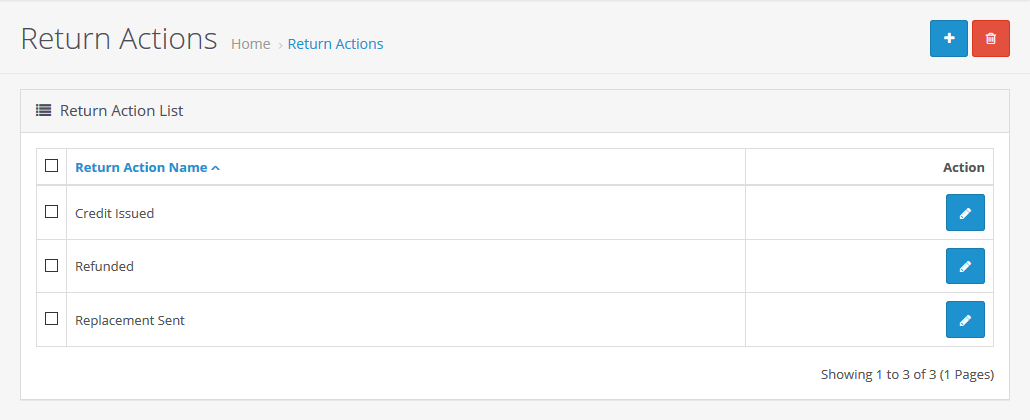 Return Actions Home › Return Actions
Return Action List
Return Action Name Action
Credit Issued
Refunded
Replacement Sent
Showing 1 to 3 of 3 (1 Pages)